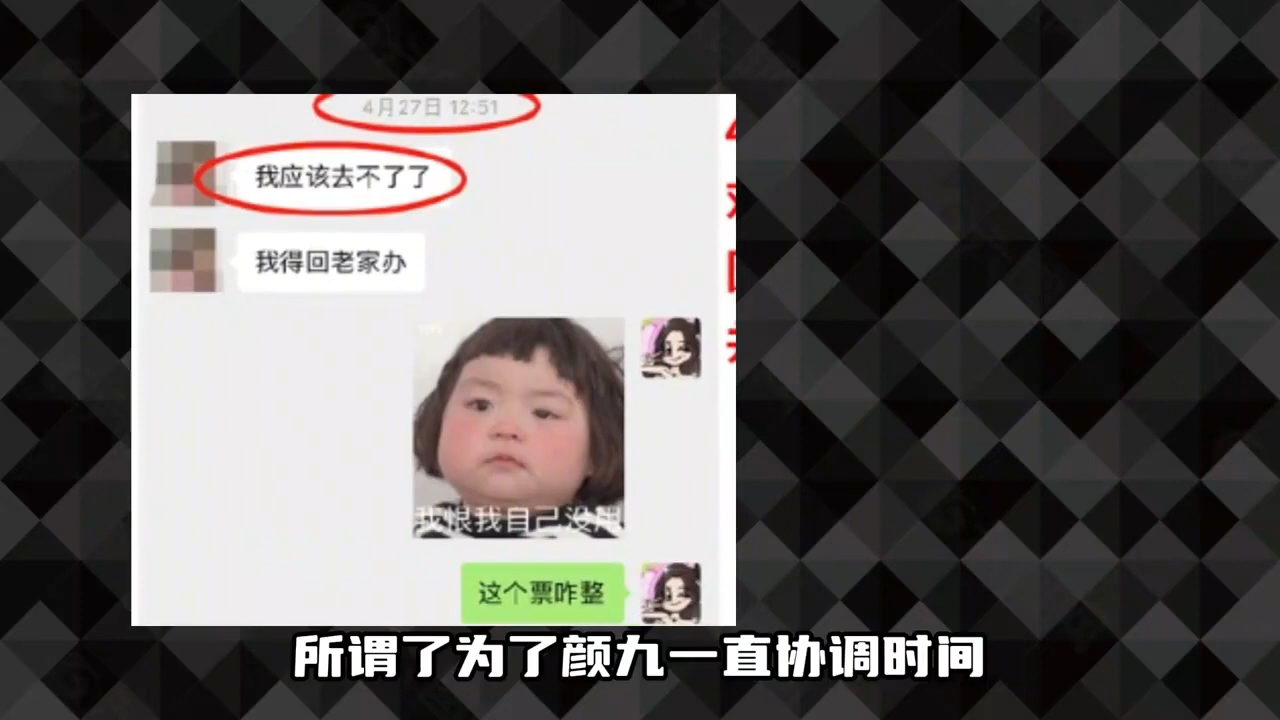 4月27日 12:51
我应该去不了了
我得回老家办
我恨我自己没用
这个票咋整
所谓了为了颜九一直协调时间